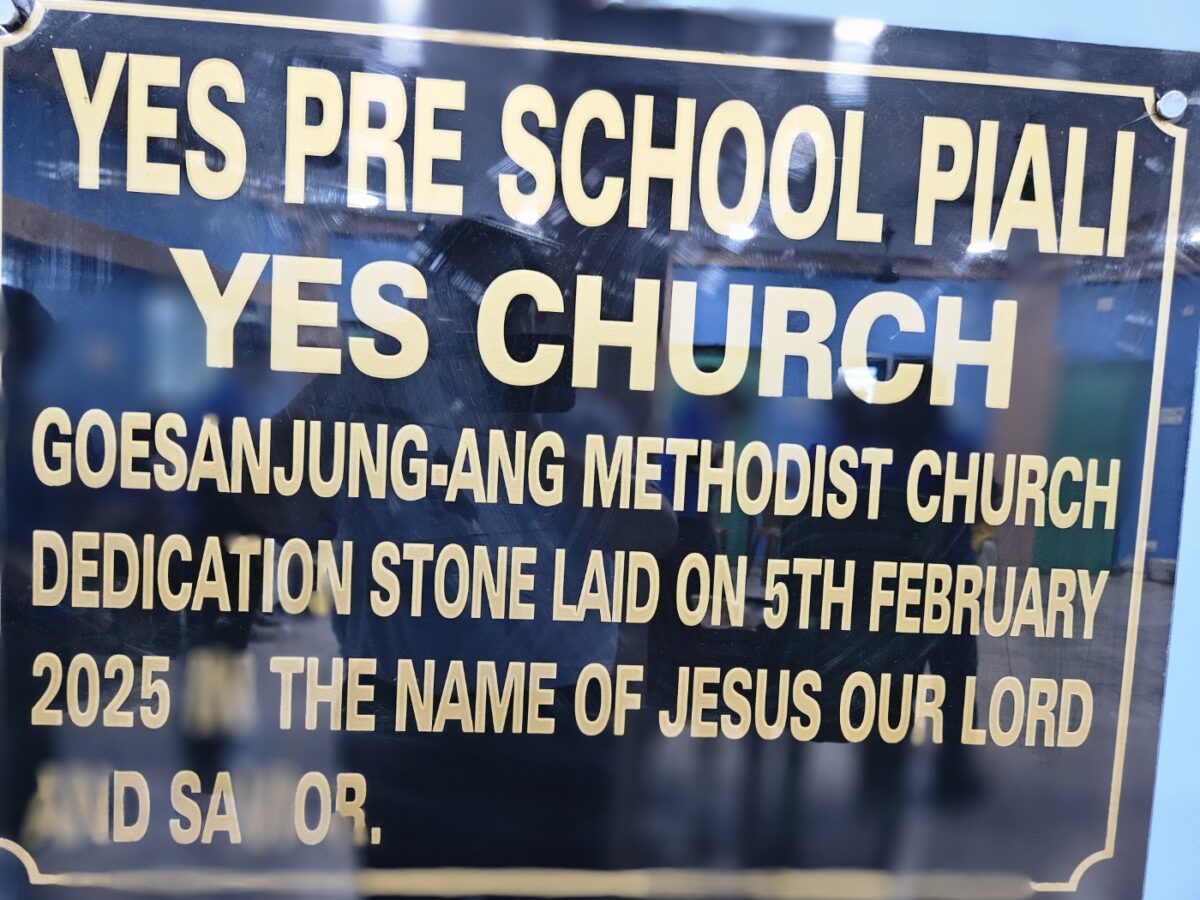 YES PRE SCHOOL PIALI
YES CHURCH
GOESANJUNG-ANG METHODIST CHURCH
DEDICATION STONE LAID ON 5TH FEBRUARY
2025 THE NAME OF JESUS OUR LORD